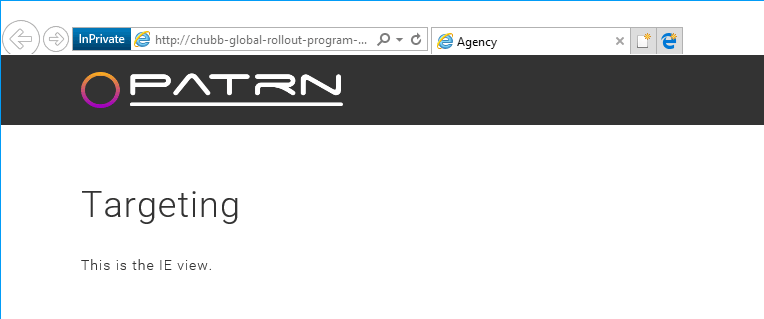 InPrivate http://chubb-global-rollout-program-... Agency
PATRN
Targeting
This is the IE view.